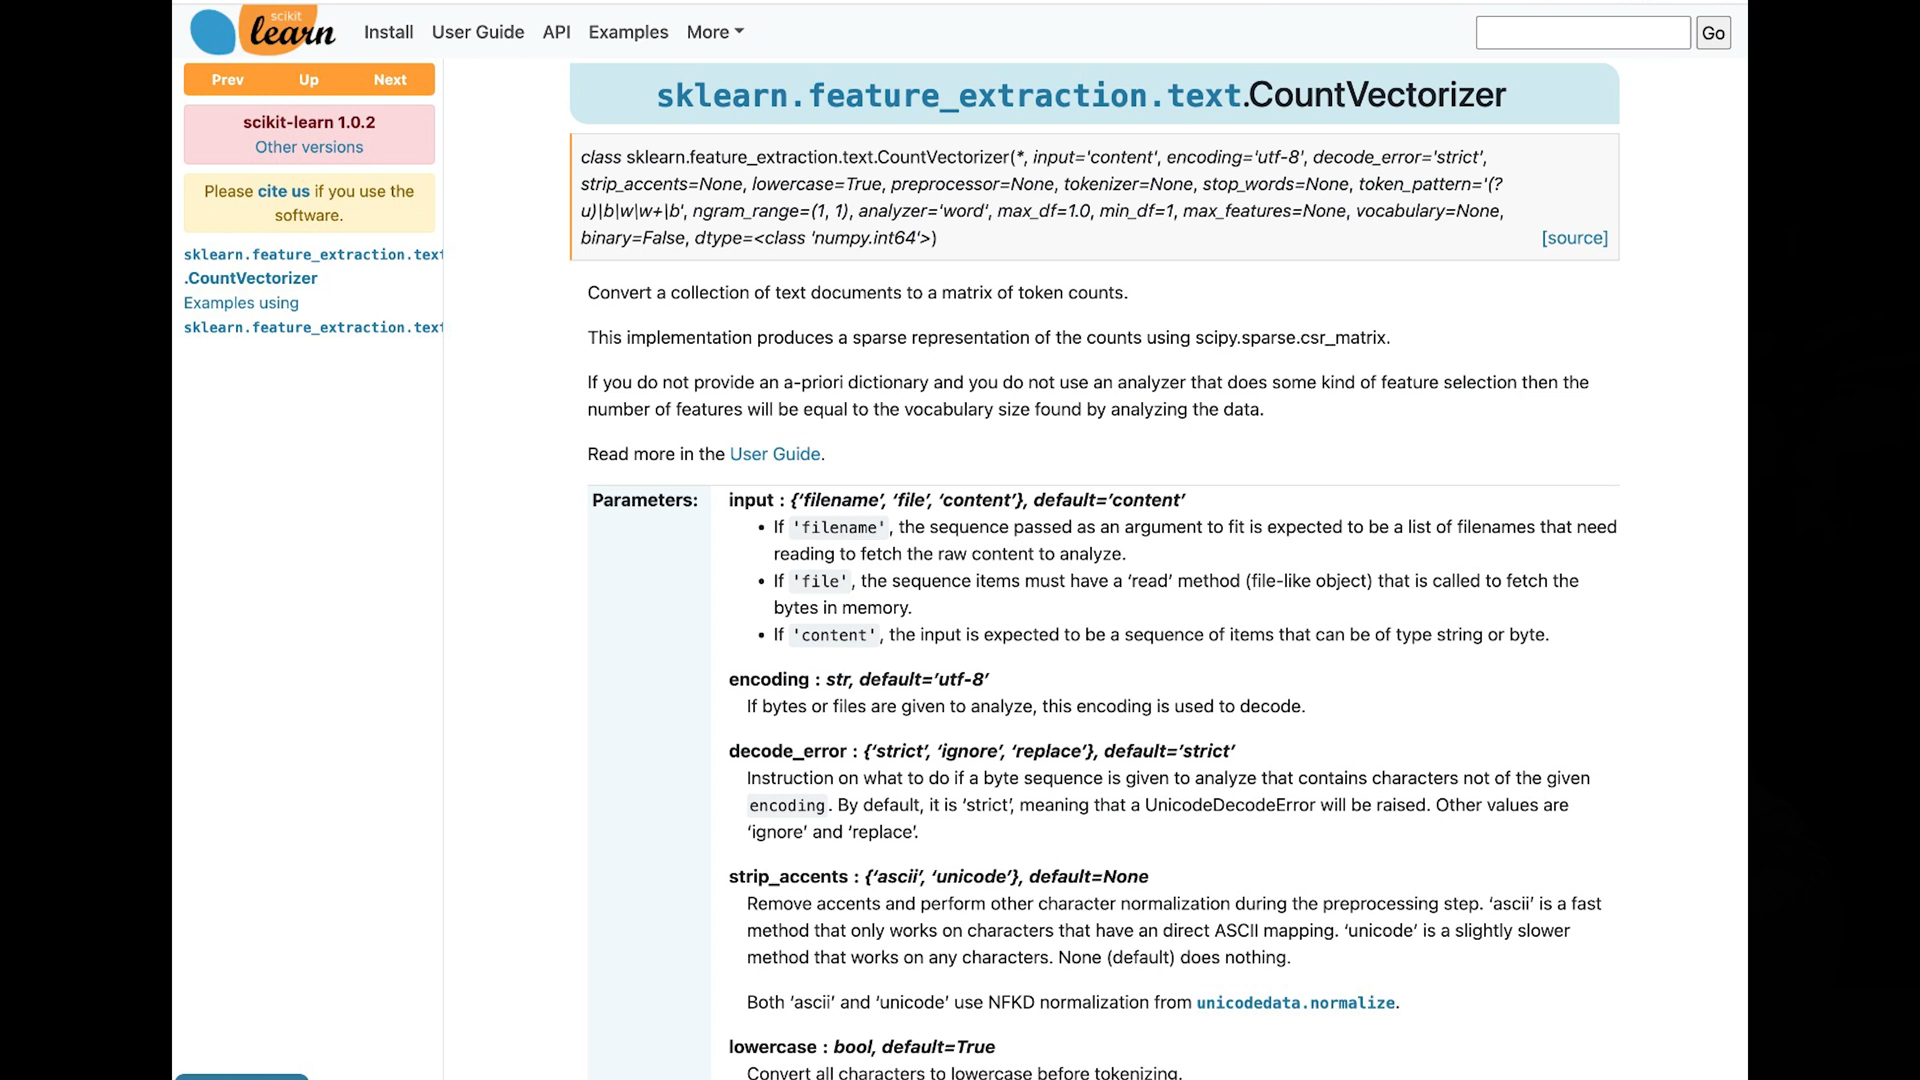 scikit
learn
Install User Guide API Examples More
Go
Prev Up Next
scikit-learn 1.0.2
Other versions
Please cite us if you use the
software.
sklearn.feature_extraction.text
.CountVectorizer
Examples using
sklearn.feature_extraction.text
sklearn.feature_extraction.text.CountVectorizer
class sklearn.feature_extraction.text.CountVectorizer(*, input='content', encoding='utf-8', decode_error='strict',
strip_accents=None, lowercase=True, preprocessor=None, tokenizer=None, stop_words=None, token_pattern='(?
u)|b|w|w+|b', ngram_range=(1, 1), analyzer='word', max_df=1.0, min_df=1, max_features=None, vocabulary=None,
binary=False, dtype=<class 'numpy.int64'>)
[source]
Convert a collection of text documents to a matrix of token counts.
This implementation produces a sparse representation of the counts using scipy.sparse.csr_matrix.
If you do not provide an a-priori dictionary and you do not use an analyzer that does some kind of feature selection then the
number of features will be equal to the vocabulary size found by analyzing the data.
Read more in the User Guide.
Parameters:
input : {‘filename’, ‘file’, ‘content’}, default=’content’
• If 'filename', the sequence passed as an argument to fit is expected to be a list of filenames that need
reading to fetch the raw content to analyze.
• If 'file', the sequence items must have a ‘read’ method (file-like object) that is called to fetch the
bytes in memory.
• If 'content', the input is expected to be a sequence of items that can be of type string or byte.
encoding : str, default=’utf-8’
If bytes or files are given to analyze, this encoding is used to decode.
decode_error : {‘strict’, ‘ignore’, ‘replace’}, default=’strict’
Instruction on what to do if a byte sequence is given to analyze that contains characters not of the given
encoding. By default, it is ‘strict’, meaning that a UnicodeDecodeError will be raised. Other values are
‘ignore’ and ‘replace’.
strip_accents : {‘ascii’, ‘unicode’}, default=None
Remove accents and perform other character normalization during the preprocessing step. ‘ascii’ is a fast
method that only works on characters that have an direct ASCII mapping. ‘unicode’ is a slightly slower
method that works on any characters. None (default) does nothing.
Both ‘ascii’ and ‘unicode’ use NFKD normalization from unicodedata.normalize.
lowercase : bool, default=True
Convert all characters to lowercase before tokenizing.